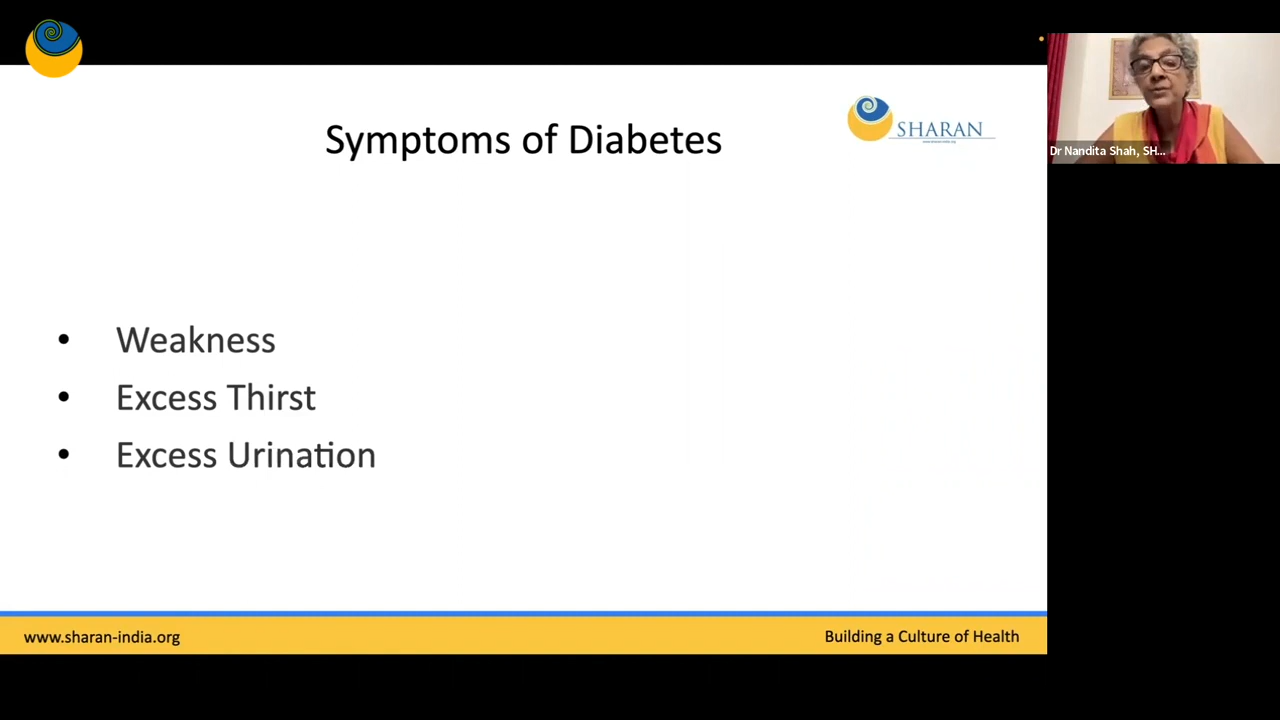 Symptoms of Diabetes
SHARAN
• Weakness
• Excess Thirst
• Excess Urination
www.sharan-india.org
Building a Culture of Health
Dr Nandita Shah, SH...